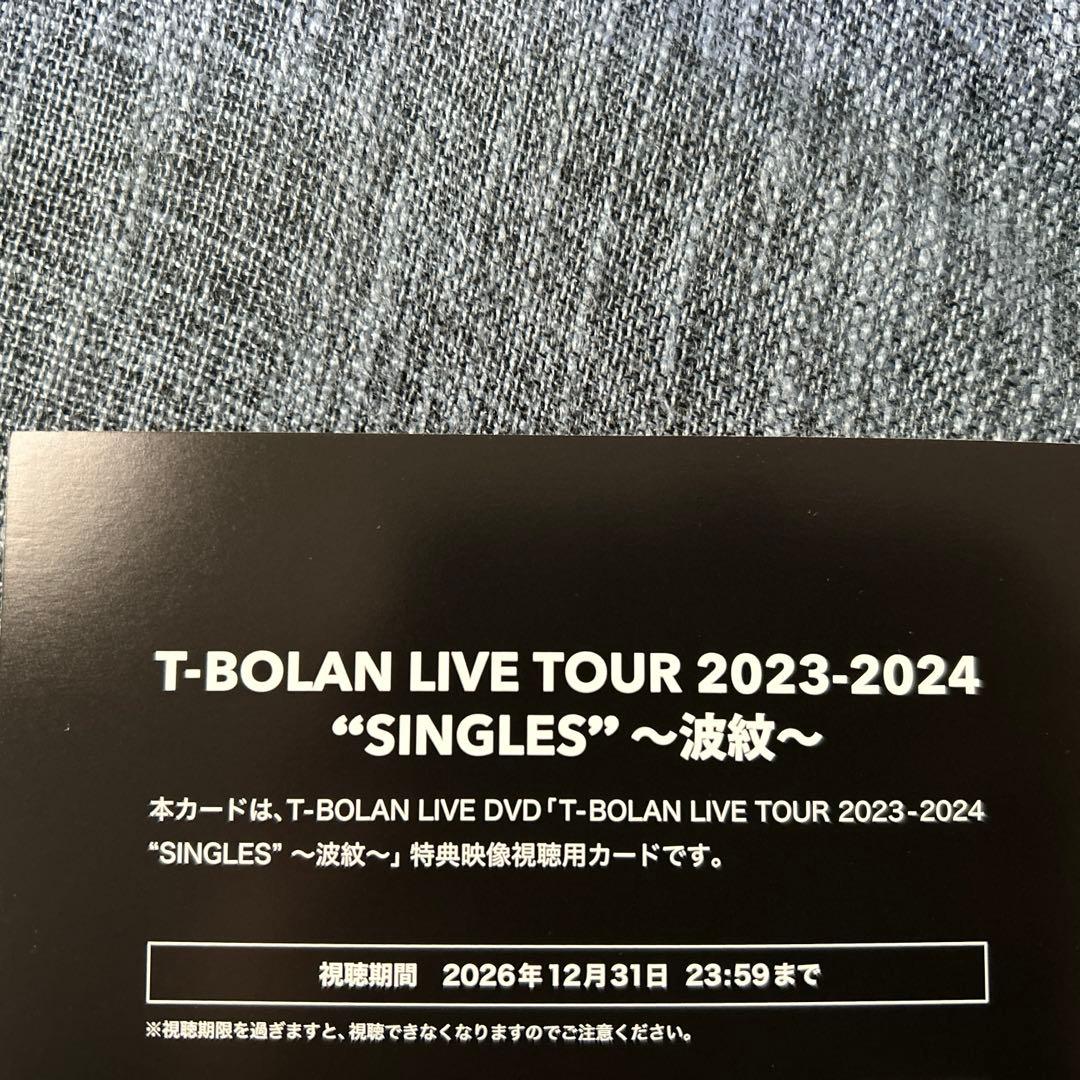 T-BOLAN LIVE TOUR 2023-2024
“SINGLES” ～波紋～
本カードは、T-BOLAN LIVE DVD「T-BOLAN LIVE TOUR 2023-2024
“SINGLES” ～波紋～」特典映像視聴用カードです。
視聴期間 2026年12月31日 23:59まで
※視聴期限を過ぎますと、視聴できなくなりますのでご注意ください。